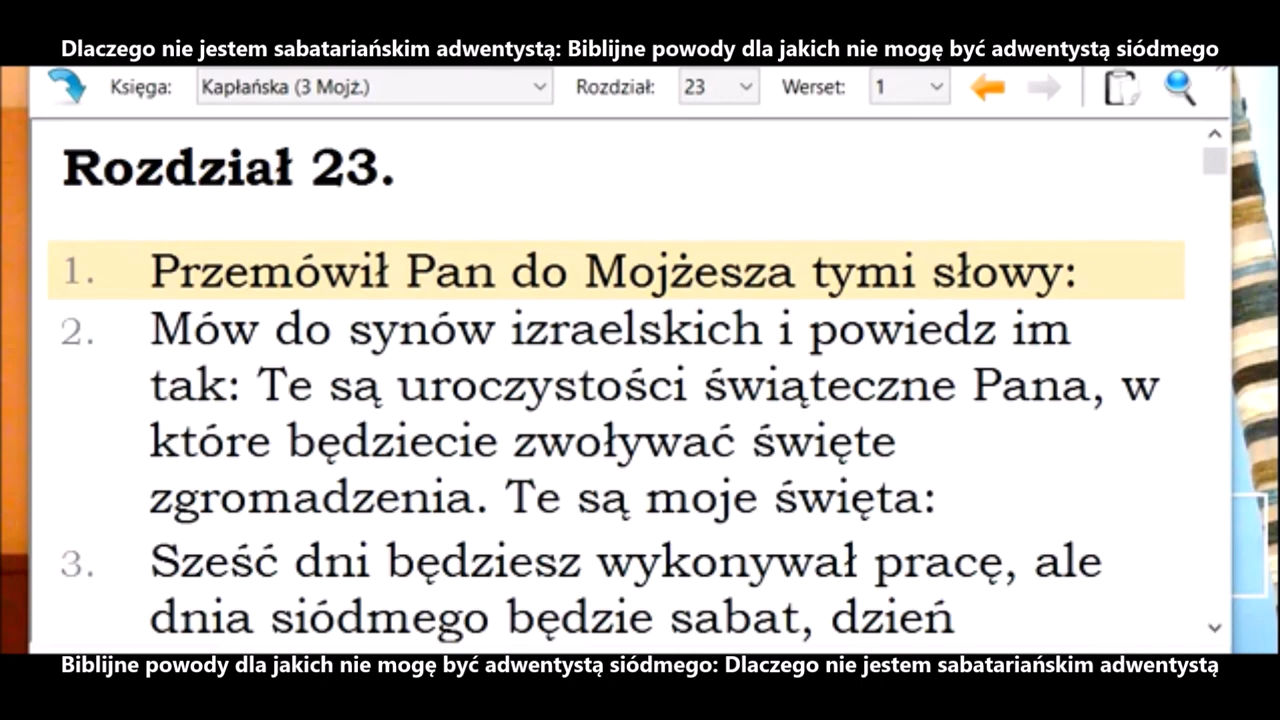 Dlaczego nie jestem sabatariańskim adwentystą: Biblijne powody dla jakich nie mogę być adwentystą siódmego
Księga: Kapłańska (3 Mojż.) Rozdział: 23 Werset: 1
Rozdział 23.
1. Przemówił Pan do Mojżesza tymi słowy:
2. Mów do synów izraelskich i powiedz im
tak: Te są uroczystości świąteczne Pana, w
które będziecie zwoływać święte
zgromadzenia. Te są moje święta:
3. Sześć dni będziesz wykonywał pracę, ale
dnia siódmego będzie sabat, dzień
Biblijne powody dla jakich nie mogę być adwentystą siódmego: Dlaczego nie jestem sabatariańskim adwentystą